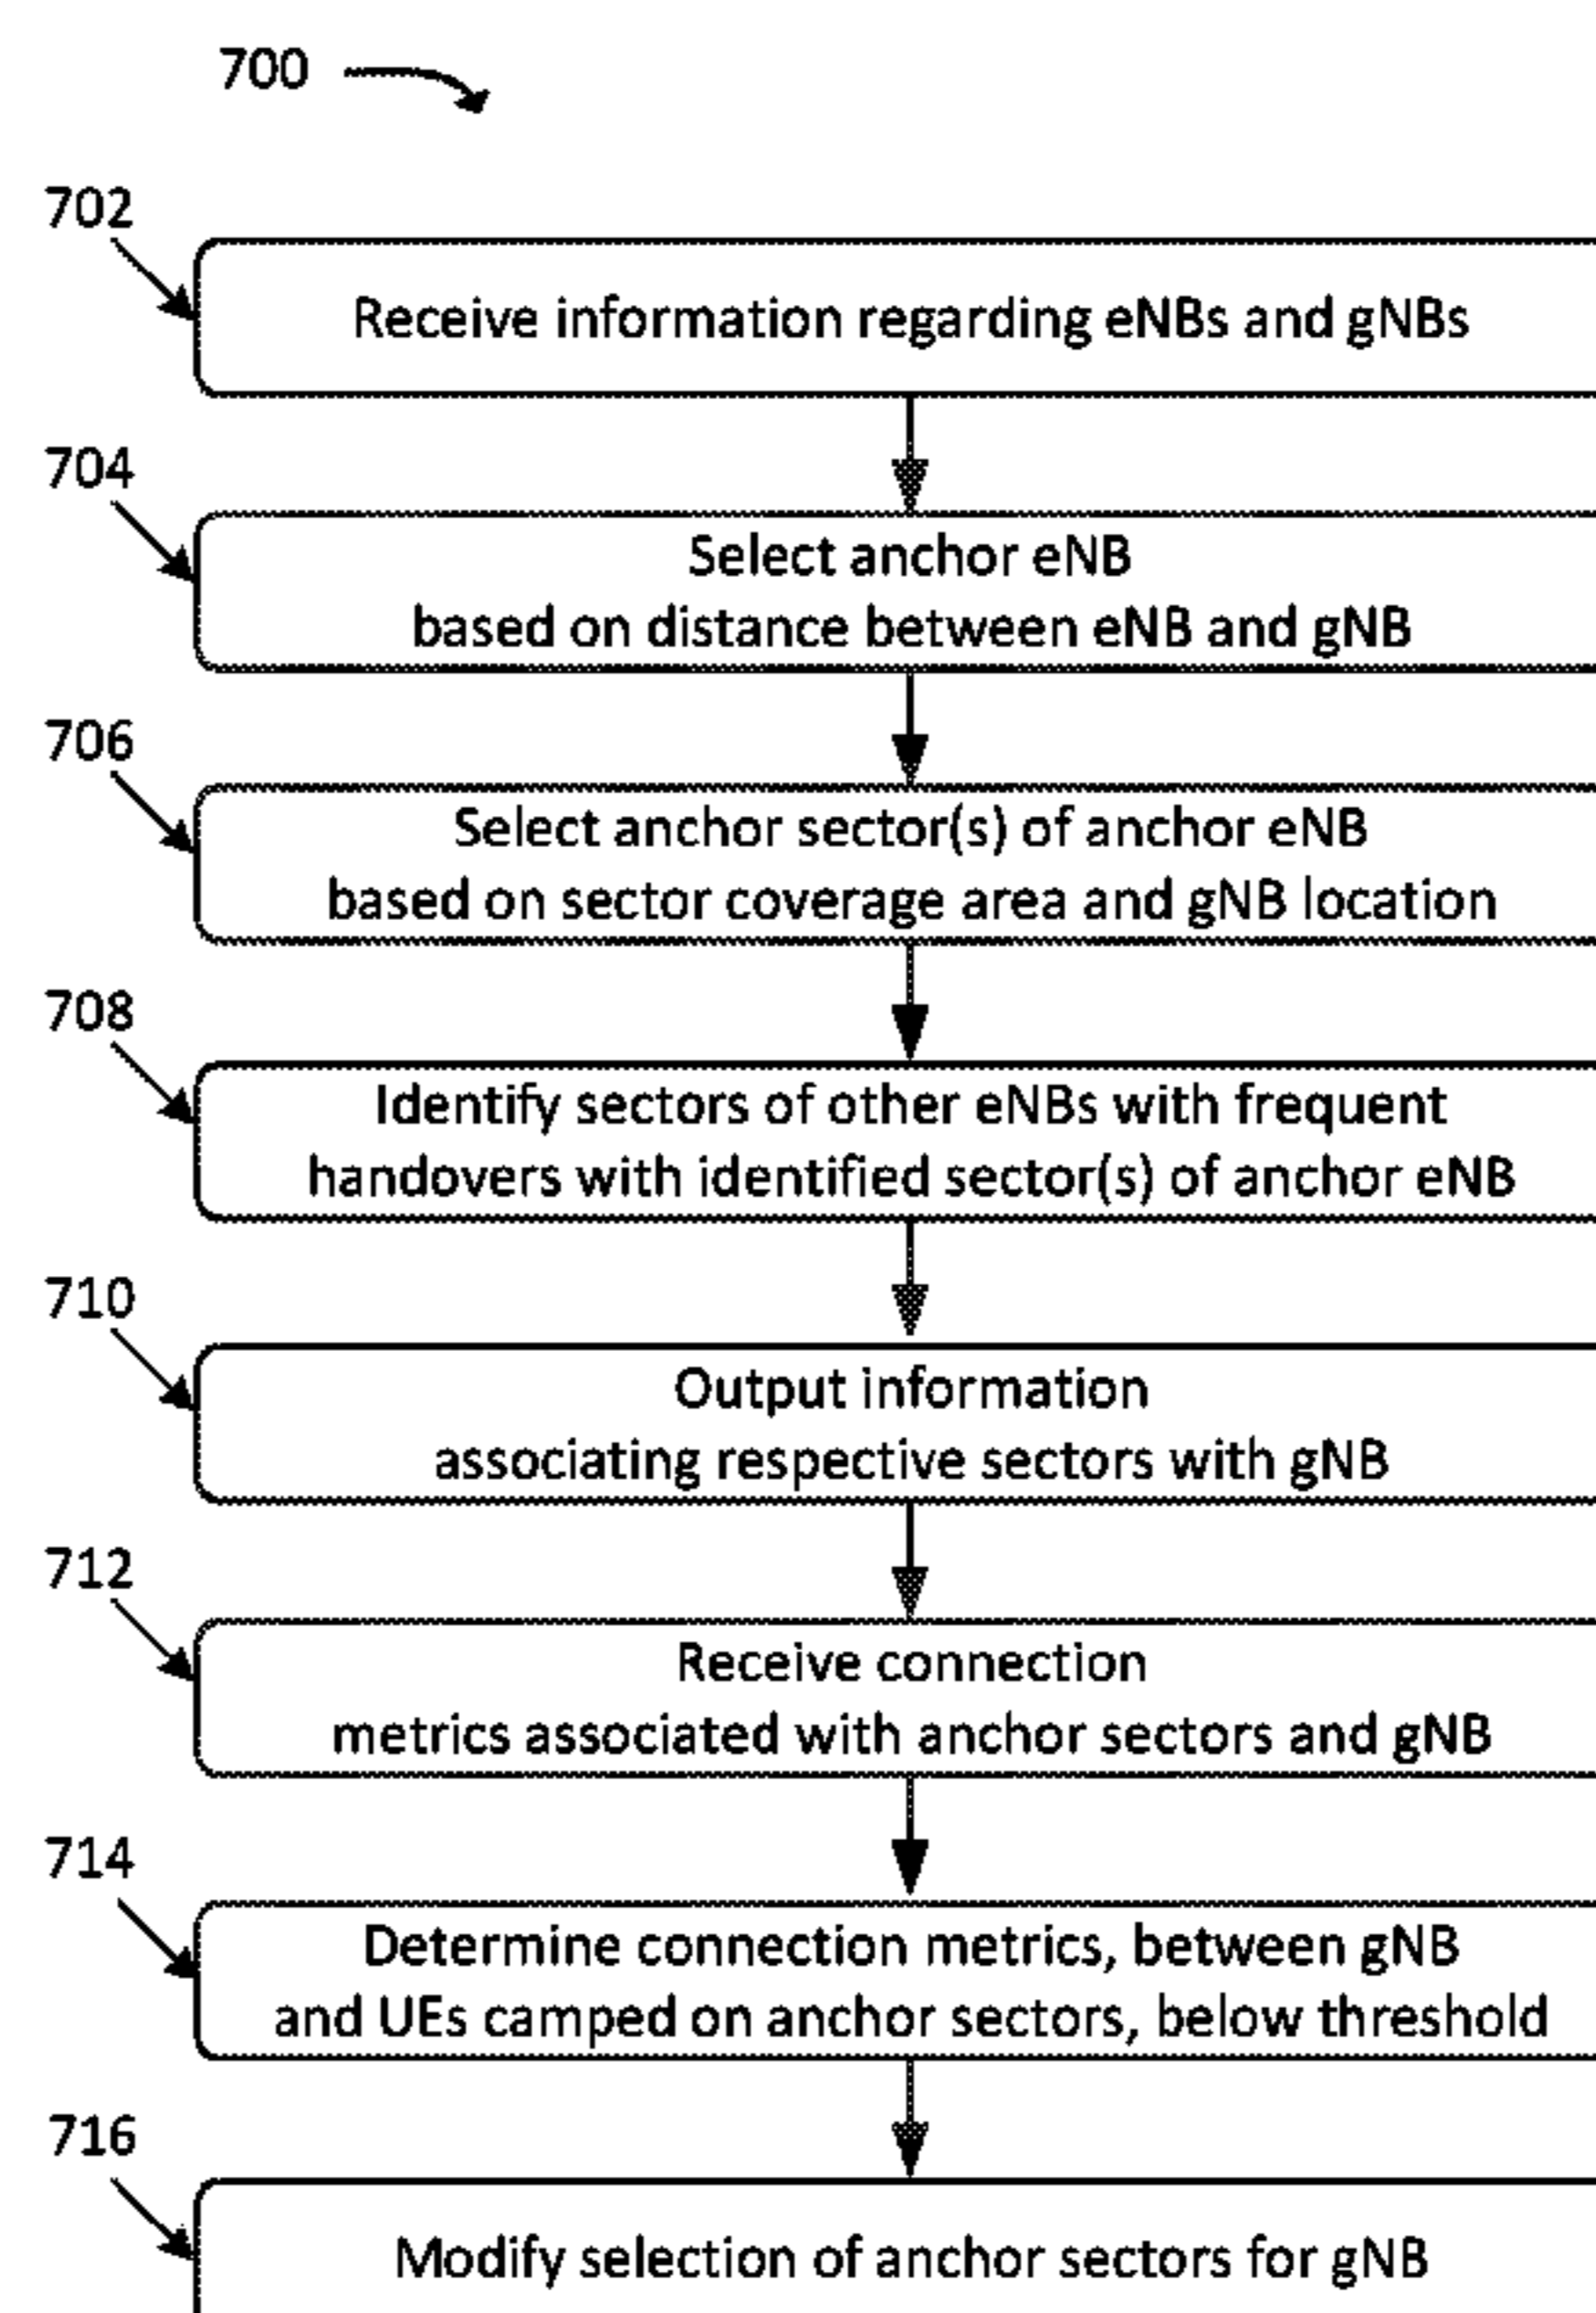 700
702
Receive information regarding eNBs and gNBs
704
Select anchor eNB
based on distance between eNB and gNB
706
Select anchor sector(s) of anchor eNB
based on sector coverage area and gNB location
708
Identify sectors of other eNBs with frequent
handovers with identified sector(s) of anchor eNB
710
Output information
associating respective sectors with gNB
712
Receive connection
metrics associated with anchor sectors and gNB
714
Determine connection metrics, between gNB
and UEs camped on anchor sectors, below threshold
716
Modify selection of anchor sectors for gNB